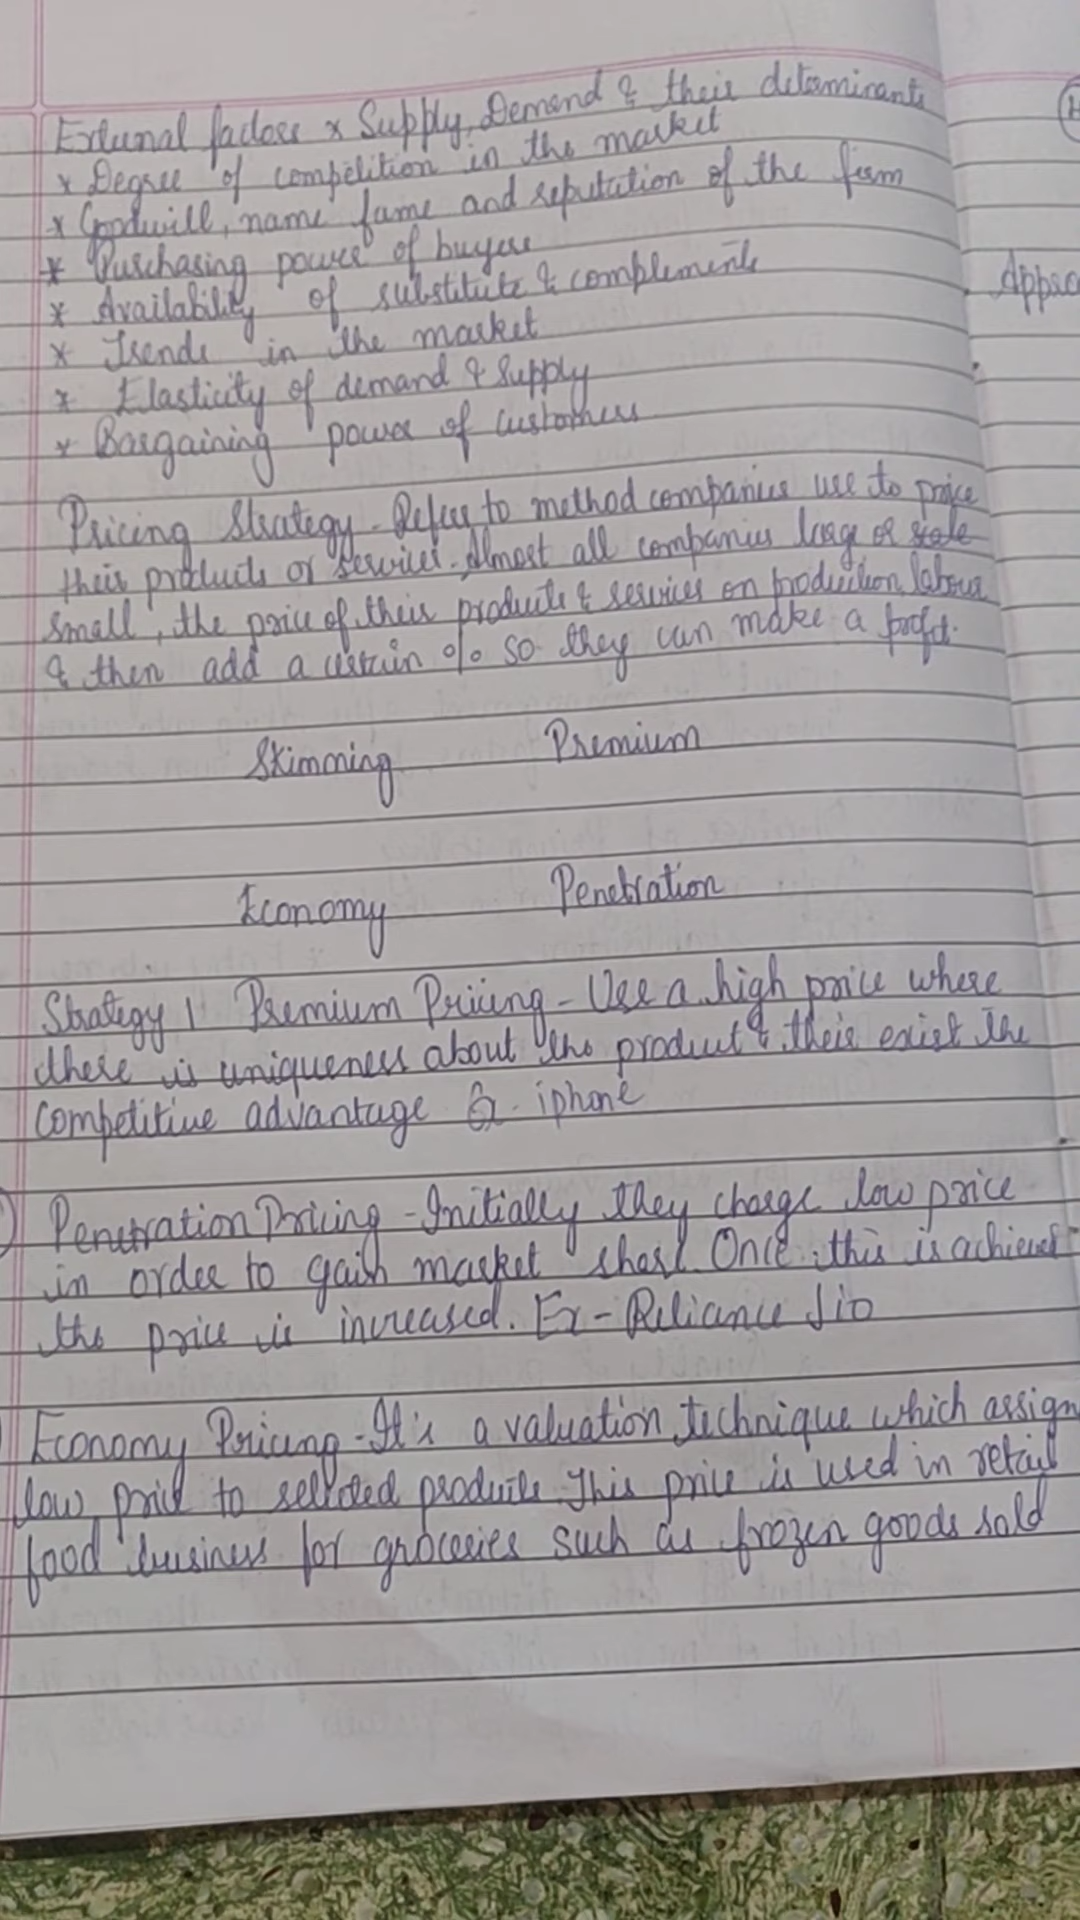 External factors * Supply, Demand & their determinants
* Degree of competition in the market
* Goodwill, name fame and reputation of the firm
* Purchasing power of buyers
* Availability of substitute & complements
* Trends in the market
* Elasticity of demand & supply
* Bargaining power of customers
Pricing Strategy - Refers to method companies use to price
their products or services. Almost all companies larg or
small, the price of their products & services on production, labour
& then add a certain % so they can make a profit.
Skimming Premium
Economy Penetration
Strategy 1 Premium Pricing - Use a high price where
there is uniqueness about the product & their exist the
competitive advantage Ex. iphone
Penetration Pricing - Initially they charge low price
in order to gain market share. Once this is achieved
the price is increased. Ex - Reliance Jio
Economy Pricing - It is a valuation technique which assign
low price to selected products. This price is used in retail
food business for groceries such as frozen goods sold